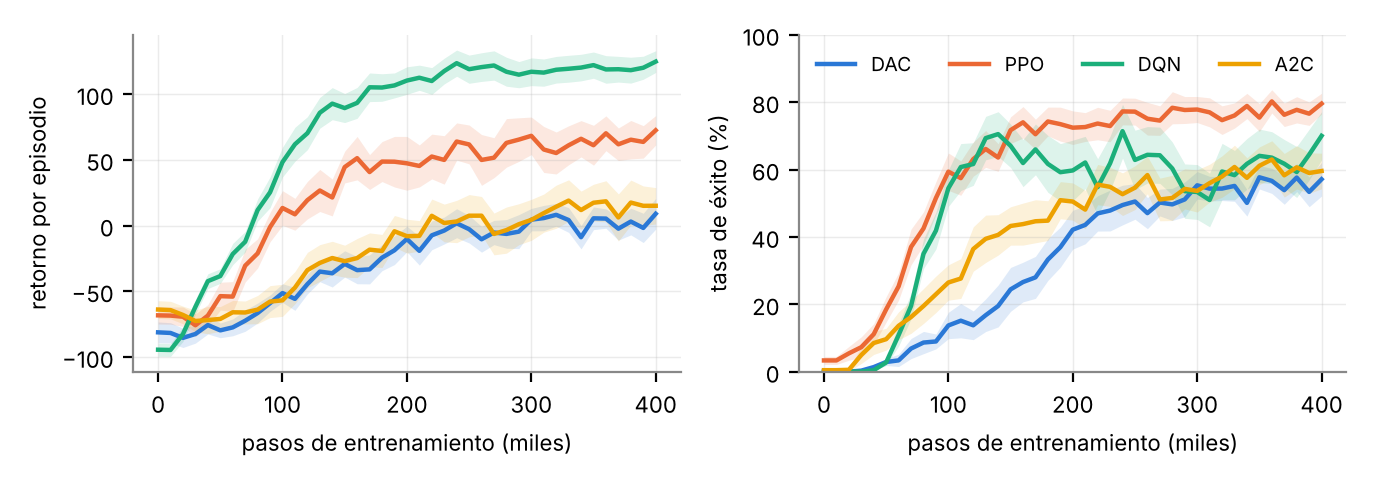 retorno por episodio
100
50
0
−50
−100
0 100 200 300 400
pasos de entrenamiento (miles)
tasa de éxito (%)
100
80
60
40
20
0
DAC PPO DQN A2C
0 100 200 300 400
pasos de entrenamiento (miles)